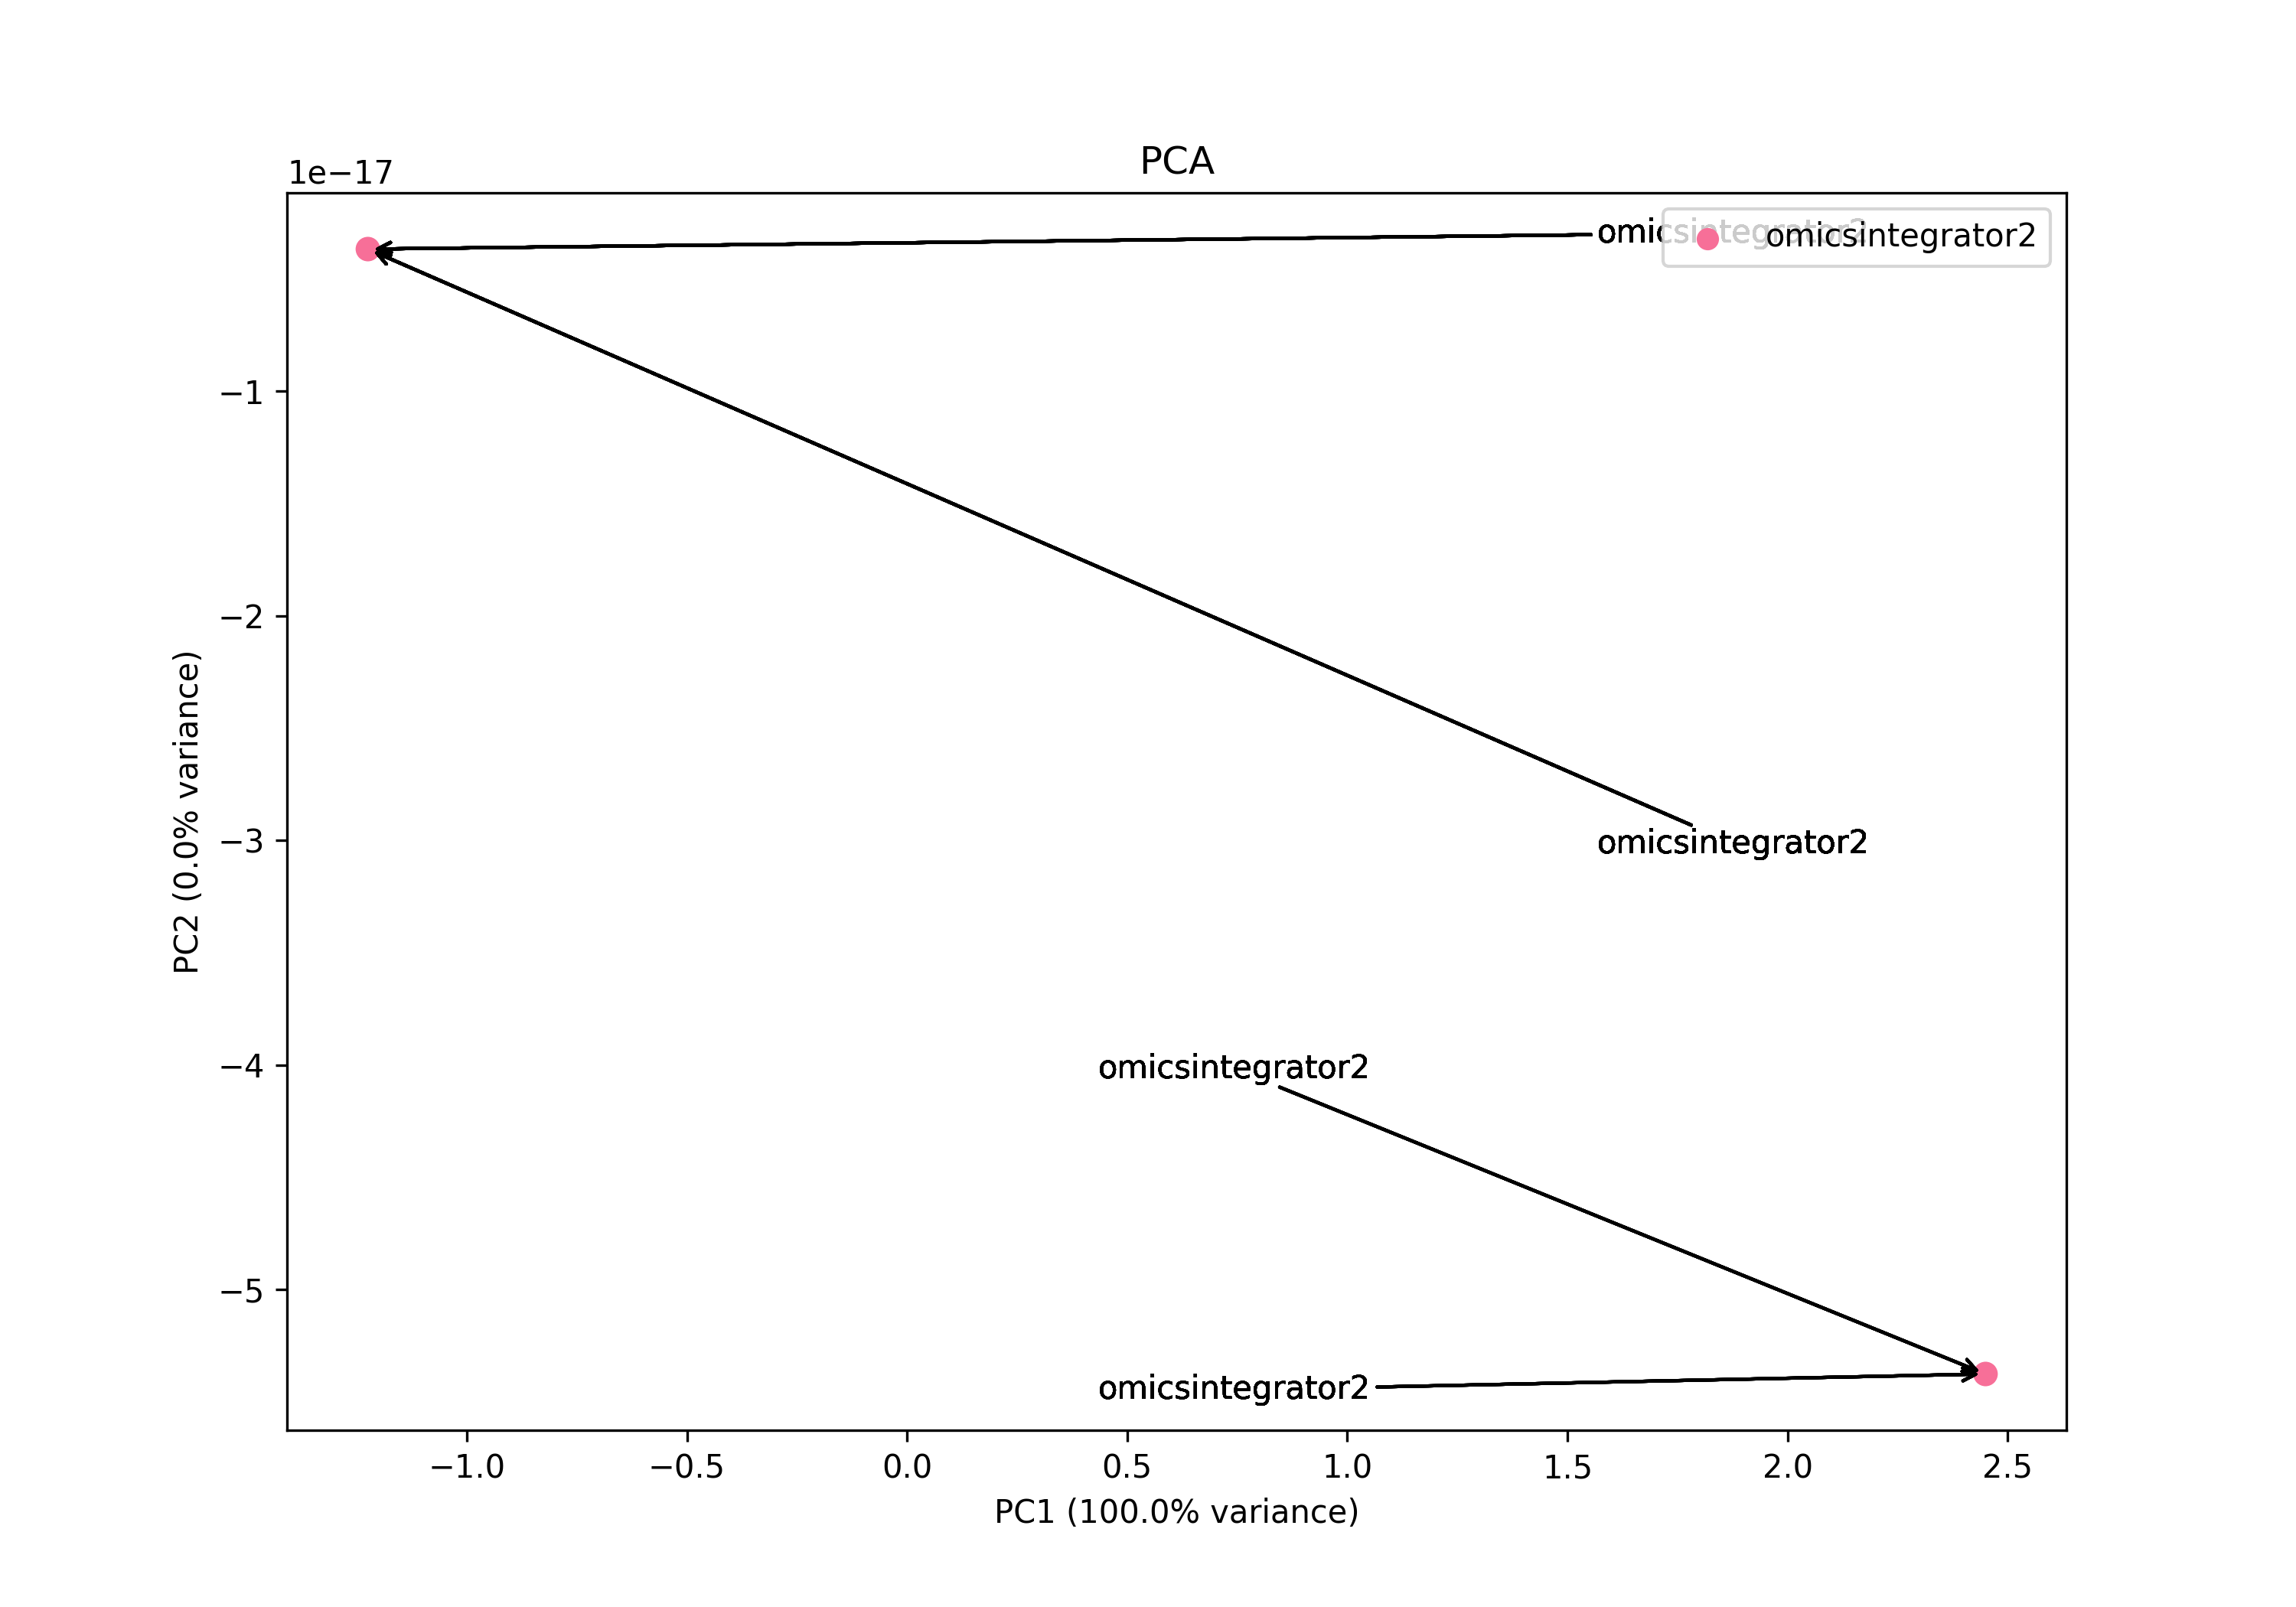 PCA
1e−17
omicsintegrator2
omicsintegrator2
−1
−2
−3
−4
−5
PC2 (0.0% variance)
omicsintegrator2
omicsintegrator2
omicsintegrator2
−1.0
−0.5
0.0
0.5
1.0
1.5
2.0
2.5
PC1 (100.0% variance)